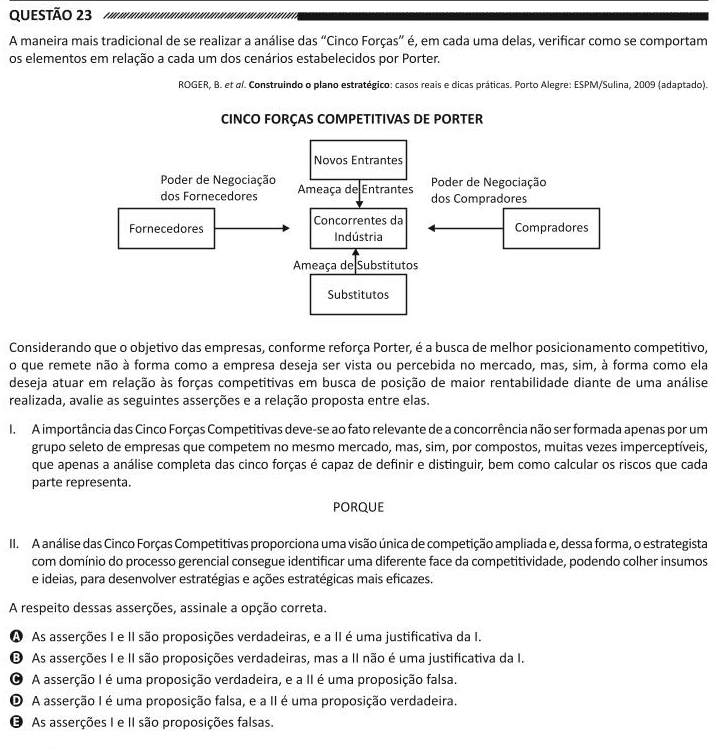 QUESTÃO 23
A maneira mais tradicional de se realizar a análise das “Cinco Forças” é, em cada uma delas, verificar como se comportam
os elementos em relação a cada um dos cenários estabelecidos por Porter.
ROGER, B. et al. Construindo o plano estratégico: casos reais e dicas práticas. Porto Alegre: ESPM/Sulina, 2009 (adaptado).
CINCO FORÇAS COMPETITIVAS DE PORTER
Novos Entrantes
Poder de Negociação
dos Fornecedores
Ameaça de Entrantes
Poder de Negociação
dos Compradores
Fornecedores
Concorrentes da
Indústria
Compradores
Ameaça de Substitutos
Substitutos
Considerando que o objetivo das empresas, conforme reforça Porter, é a busca de melhor posicionamento competitivo,
o que remete não à forma como a empresa deseja ser vista ou percebida no mercado, mas, sim, à forma como ela
deseja atuar em relação às forças competitivas em busca de posição de maior rentabilidade diante de uma análise
realizada, avalie as seguintes asserções e a relação proposta entre elas.
I. A importância das Cinco Forças Competitivas deve-se ao fato relevante de a concorrência não ser formada apenas por um
grupo seleto de empresas que competem no mesmo mercado, mas, sim, por compostos, muitas vezes imperceptíveis,
que apenas a análise completa das cinco forças é capaz de definir e distinguir, bem como calcular os riscos que cada
parte representa.
PORQUE
II. A análise das Cinco Forças Competitivas proporciona uma visão única de competição ampliada e, dessa forma, o estrategista
com domínio do processo gerencial consegue identificar uma diferente face da competitividade, podendo colher insumos
e ideias, para desenvolver estratégias e ações estratégicas mais eficazes.
A respeito dessas asserções, assinale a opção correta.
A As asserções I e II são proposições verdadeiras, e a II é uma justificativa da I.
B As asserções I e II são proposições verdadeiras, mas a II não é uma justificativa da I.
C A asserção I é uma proposição verdadeira, e a II é uma proposição falsa.
D A asserção I é uma proposição falsa, e a II é uma proposição verdadeira.
E As asserções I e II são proposições falsas.